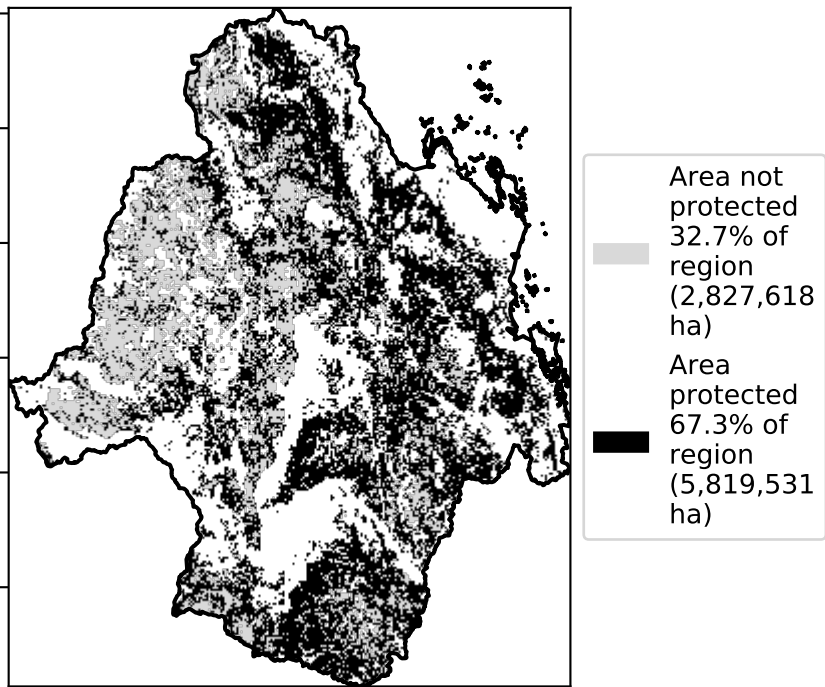 Area not
protected
32.7% of
region
(2,827,618
ha)
Area
protected
67.3% of
region
(5,819,531
ha)